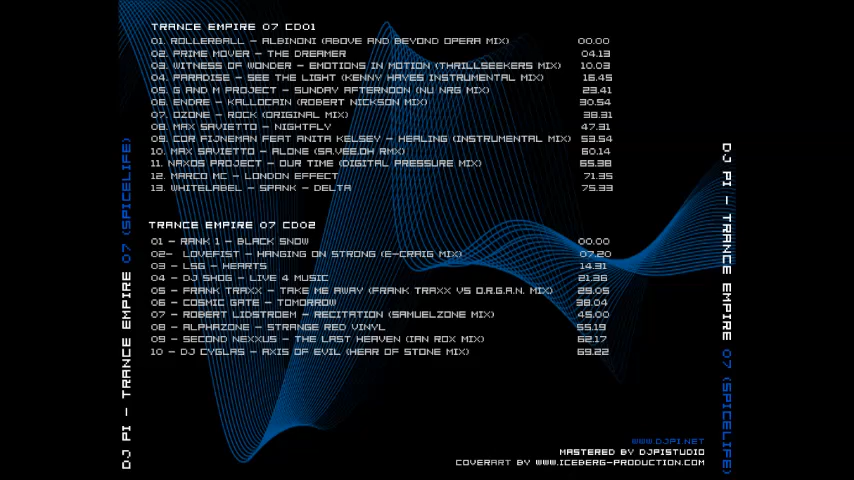 TRANCE EMPIRE 07 CD01
01. ROLLERBALL - ALBINONI (ABOVE AND BEYOND OPERA MIX) 00.00
02. PRIME MOVER - THE DREAMER 04.13
03. WITNESS OF WONDER - EMOTIONS IN MOTION (THRILLSEEKERS MIX) 10.03
04. PARADISE - SEE THE LIGHT (KENNY HAYES INSTRUMENTAL MIX) 16.45
05. G AND M PROJECT - SUNDAY AFTERNOON (NU NRG MIX) 23.41
06. ENDRE - KALLOCAIN (ROBERT NICKSON MIX) 30.54
07. OZONE - ROCK (ORIGINAL MIX) 38.31
08. MAX SAVIETTO - NIGHTFLY 47.31
09. COR FIJNEMAN FEAT ANITA KELSEY - HEALING (INSTRUMENTAL MIX) 53.54
10. MAX SAVIETTO - ALONE (SA.VEE.OH RMX) 60.14
11. NAXOS PROJECT - OUR TIME (DIGITAL PRESSURE MIX) 65.38
12. MARCO MC - LONDON EFFECT 71.35
13. WHITELABEL - SPANK - DELTA 75.33
TRANCE EMPIRE 07 CD02
01 - RANK 1 - BLACK SNOW 00.00
02- LOVEFIST - HANGING ON STRONG (E-CRAIG MIX) 07.20
03 - LSG - HEARTS 14.31
04 - DJ SHOG - LIVE 4 MUSIC 21.36
05 - FRANK TRAXX - TAKE ME AWAY (FRANK TRAXX VS O.R.G.A.N. MIX) 29.05
06 - COSMIC GATE - TOMORROW 38.04
07 - ROBERT LIDSTROEM - RECITATION (SAMUELZONE MIX) 45.00
08 - ALPHAZONE - STRANGE RED VINYL 55.19
09 - SECOND NEXXUS - THE LAST HEAVEN (IAN ROX MIX) 62.17
10 - DJ CYGLAS - AXIS OF EVIL (HEAR OF STONE MIX) 69.22
DJ PI - TRANCE EMPIRE 07 (SPICELIFE)
DJ PI - TRANCE EMPIRE 07 (SPICELIFE)
WWW.DJPI.NET
MASTERED BY DJPISTUDIO
COVERART BY WWW.ICEBERG-PRODUCTION.COM